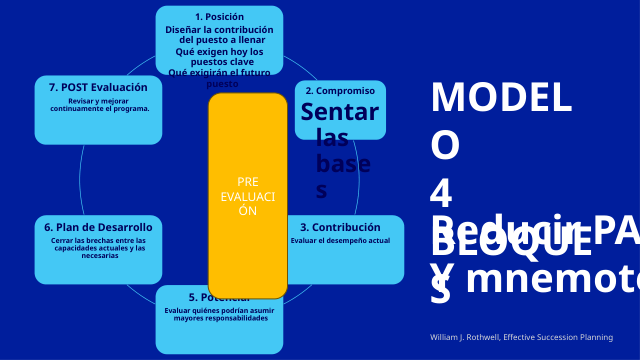 1. Posición
Diseñar la contribución
del puesto a llenar
Qué exigen hoy los
puestos clave
Qué exigirán el futuro
puesto
7. POST Evaluación
Revisar y mejorar
continuamente el programa.
2. Compromiso
Sentar
las
base
s
PRE
EVALUACI
ÓN
6. Plan de Desarrollo
Cerrar las brechas entre las
capacidades actuales y las
necesarias
3. Contribución
Evaluar el desempeño actual
5. Potencial
Evaluar quiénes podrían asumir
mayores responsabilidades
MODEL
O
4
BLOQUE
S
Reducir PA
Y mnemote
William J. Rothwell, Effective Succession Planning